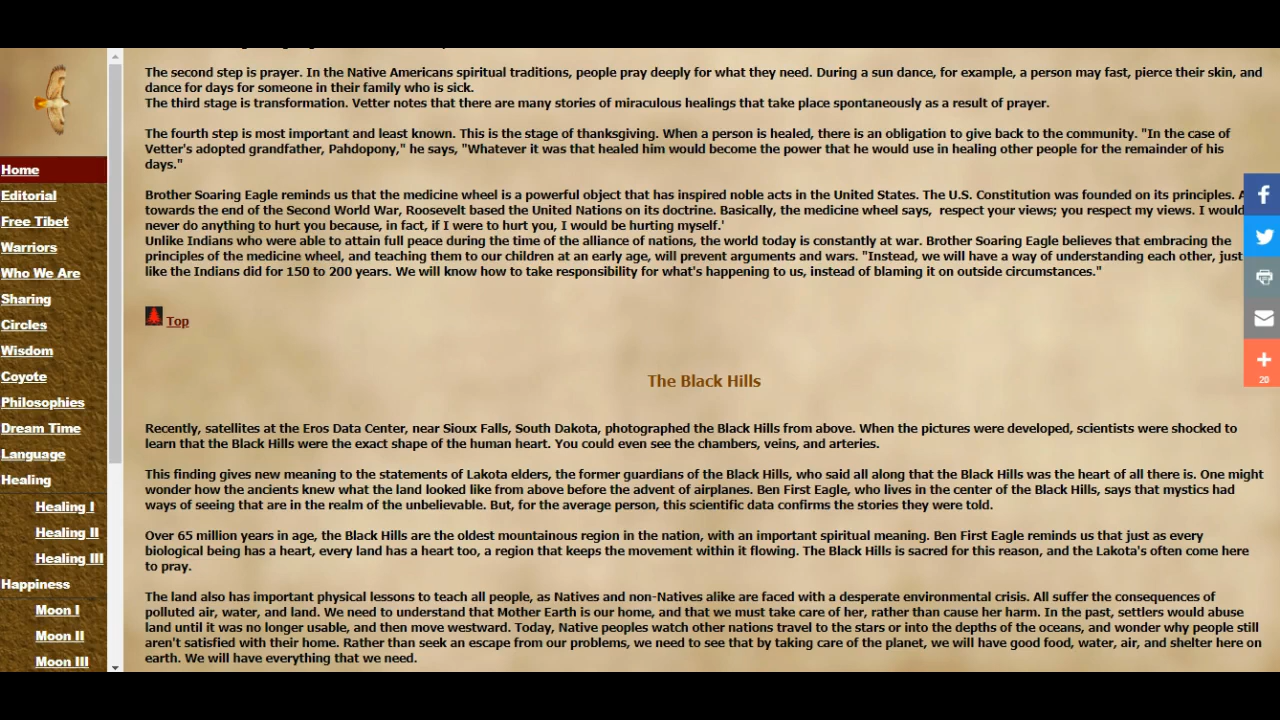 Home
Editorial
Free Tibet
Warriors
Who We Are
Sharing
Circles
Wisdom
Coyote
Philosophies
Dream Time
Language
Healing
Healing I
Healing II
Healing III
Happiness
Moon I
Moon II
Moon III
The second step is prayer. In the Native Americans spiritual traditions, people pray deeply for what they need. During a sun dance, for example, a person may fast, pierce their skin, and
dance for days for someone in their family who is sick.
The third stage is transformation. Vetter notes that there are many stories of miraculous healings that take place spontaneously as a result of prayer.
The fourth step is most important and least known. This is the stage of thanksgiving. When a person is healed, there is an obligation to give back to the community. "In the case of
Vetter's adopted grandfather, Pahdopony," he says, "Whatever it was that healed him would become the power that he would use in healing other people for the remainder of his
days."
Brother Soaring Eagle reminds us that the medicine wheel is a powerful object that has inspired noble acts in the United States. The U.S. Constitution was founded on its principles.
towards the end of the Second World War, Roosevelt based the United Nations on its doctrine. Basically, the medicine wheel says, respect your views; you respect my views. I would
never do anything to hurt you because, in fact, if I were to hurt you, I would be hurting myself.'
Unlike Indians who were able to attain full peace during the time of the alliance of nations, the world today is constantly at war. Brother Soaring Eagle believes that embracing the
principles of the medicine wheel, and teaching them to our children at an early age, will prevent arguments and wars. "Instead, we will have a way of understanding each other, just
like the Indians did for 150 to 200 years. We will know how to take responsibility for what's happening to us, instead of blaming it on outside circumstances."
Top
The Black Hills
Recently, satellites at the Eros Data Center, near Sioux Falls, South Dakota, photographed the Black Hills from above. When the pictures were developed, scientists were shocked to
learn that the Black Hills were the exact shape of the human heart. You could even see the chambers, veins, and arteries.
This finding gives new meaning to the statements of Lakota elders, the former guardians of the Black Hills, who said all along that the Black Hills was the heart of all there is. One might
wonder how the ancients knew what the land looked like from above before the advent of airplanes. Ben First Eagle, who lives in the center of the Black Hills, says that mystics had
ways of seeing that are in the realm of the unbelievable. But, for the average person, this scientific data confirms the stories they were told.
Over 65 million years in age, the Black Hills are the oldest mountainous region in the nation, with an important spiritual meaning. Ben First Eagle reminds us that just as every
biological being has a heart, every land has a heart too, a region that keeps the movement within it flowing. The Black Hills is sacred for this reason, and the Lakota's often come here
to pray.
The land also has important physical lessons to teach all people, as Natives and non-Natives alike are faced with a desperate environmental crisis. All suffer the consequences of
polluted air, water, and land. We need to understand that Mother Earth is our home, and that we must take care of her, rather than cause her harm. In the past, settlers would abuse
land until it was no longer usable, and then move westward. Today, Native peoples watch other nations travel to the stars or into the depths of the oceans, and wonder why people still
aren't satisfied with their home. Rather than seek an escape from our problems, we need to see that by taking care of the planet, we will have good food, water, air, and shelter here on
earth. We will have everything that we need.
20